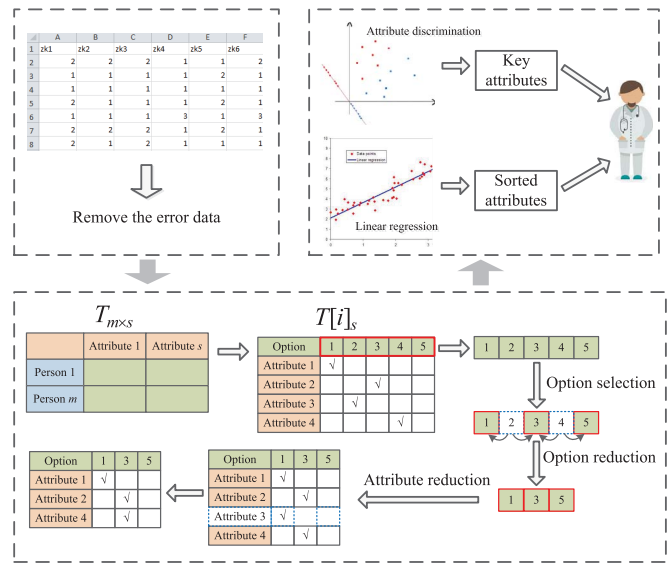 A B C D E F
1 zk1 zk2 zk3 zk4 zk5 zk6
2 2 2 2 1 1 2
3 1 1 1 1 2 1
4 1 1 1 1 1 1
5 2 1 1 1 2 1
6 1 1 1 3 1 3
7 2 2 2 1 2 1
8 2 1 2 1 1 1
Remove the error data
Attribute discrimination
Key
attributes
Data points
Linear regression
Linear regression
Sorted
attributes
T m×s
Attribute 1 Attribute s
Person 1
Person m
T[i]s
Option 1 2 3 4 5
Attribute 1 √
Attribute 2 √
Attribute 3 √
Attribute 4 √
1 2 3 4 5
Option selection
1 2 3 4 5
Option reduction
1 3 5
Attribute reduction
Option 1 3 5
Attribute 1 √
Attribute 2 √
Attribute 3 √
Attribute 4 √
Option 1 3 5
Attribute 1 √
Attribute 2 √
Attribute 4 √